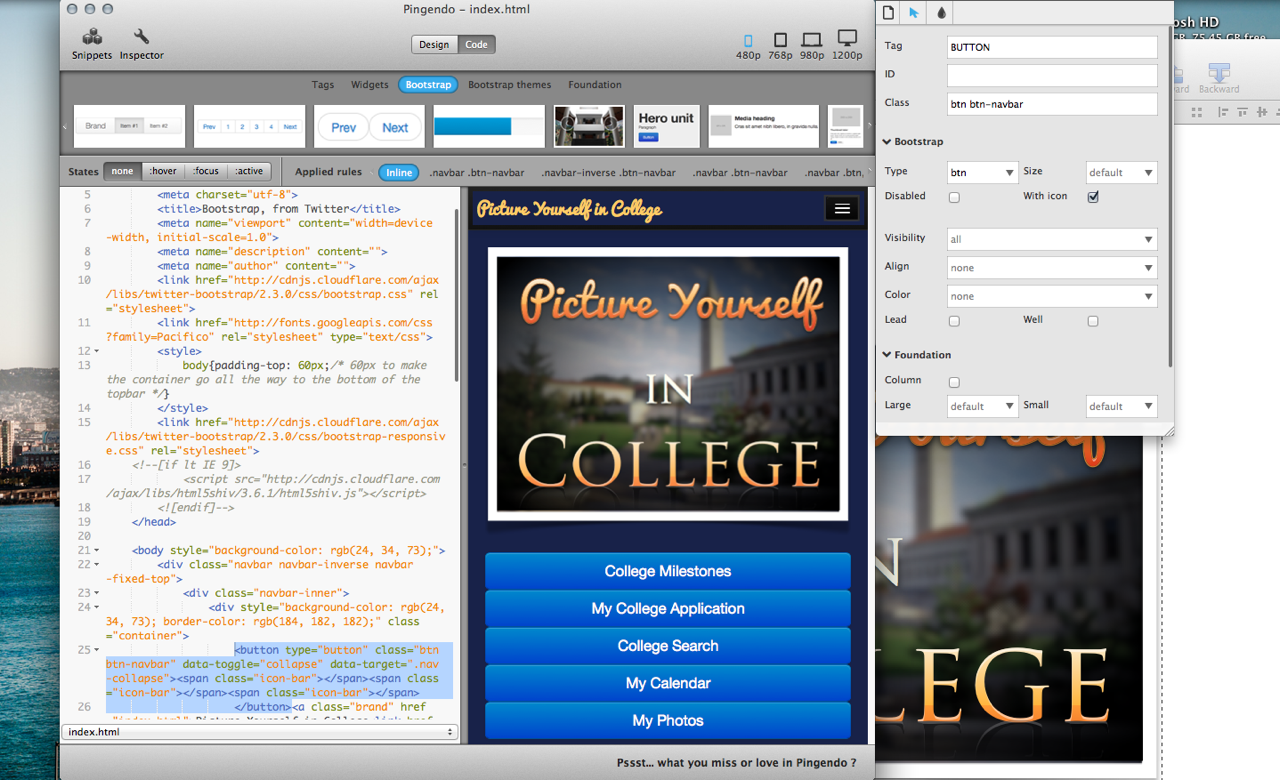 Pingendo – index.html
Snippets
Inspector
Design
Code
480p
768p
980p
1200p
Tags
Widgets
Bootstrap
Bootstrap themes
Foundation
Brand
Item #1
Item #2
Prev
1
2
3
4
Next
Prev
Next
Hero unit
Paragraph
Button
Media heading
Cras sit amet nibh libero, in gravida nulla
States
none
:hover
:focus
:active
Applied rules
Inline
.navbar .btn-navbar
.navbar-inverse .btn-navbar
.navbar .btn-navbar
.navbar .btn,
5 <meta charset="utf-8">
6 <title>Bootstrap, from Twitter</title>
7 <meta name="viewport" content="width=device
-width, initial-scale=1.0">
8 <meta name="description" content="">
9 <meta name="author" content="">
10 <link href="http://cdnjs.cloudflare.com/ajax
/libs/twitter-bootstrap/2.3.0/css/bootstrap.css" rel
="stylesheet">
11 <link href="http://fonts.googleapis.com/css
?family=Pacifico" rel="stylesheet" type="text/css">
12 <style>
13 body{padding-top: 60px;/* 60px to make
the container go all the way to the bottom of the
topbar */}
14 </style>
15 <link href="http://cdnjs.cloudflare.com/ajax
/libs/twitter-bootstrap/2.3.0/css/bootstrap-responsiv
e.css" rel="stylesheet">
16 <!--[if lt IE 9]>
17 <script src="http://cdnjs.cloudflare.com
/ajax/libs/html5shiv/3.6.1/html5shiv.js"></script>
18 <![endif]-->
19 </head>
20
21 <body style="background-color: rgb(24, 34, 73);">
22 <div class="navbar navbar-inverse navbar
-fixed-top">
23 <div class="navbar-inner">
24 <div style="background-color: rgb(24,
34, 73); border-color: rgb(184, 182, 182);" class
="container">
25 <button type="button" class="btn
btn-navbar" data-toggle="collapse" data-target=".nav
-collapse"><span class="icon-bar"></span><span class
="icon-bar"></span><span class="icon-bar"></span>
26 </button><a class="brand" href
index.html
Picture Yourself in College
Picture Yourself
IN
COLLEGE
College Milestones
My College Application
College Search
My Calendar
My Photos
Pssst... what you miss or love in Pingendo ?
Tag
BUTTON
ID
Class
btn btn-navbar
Bootstrap
Type
btn
Size
default
Disabled
With icon
Visibility
all
Align
none
Color
none
Lead
Well
Foundation
Column
Large
default
Small
default
osh HD
75.45 GB free
Backward
LEGE